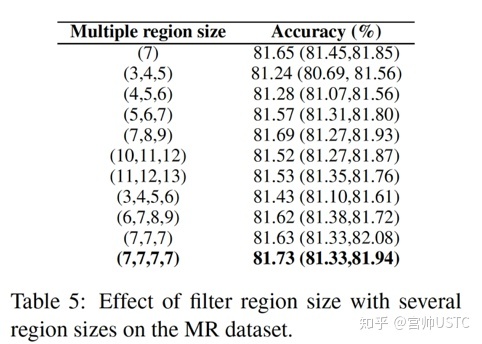 Multiple region size Accuracy (%)
(7) 81.65 (81.45,81.85)
(3,4,5) 81.24 (80.69, 81.56)
(4,5,6) 81.28 (81.07,81.56)
(5,6,7) 81.57 (81.31,81.80)
(7,8,9) 81.69 (81.27,81.93)
(10,11,12) 81.52 (81.27,81.87)
(11,12,13) 81.53 (81.35,81.76)
(3,4,5,6) 81.43 (81.10,81.61)
(6,7,8,9) 81.62 (81.38,81.72)
(7,7,7) 81.63 (81.33,82.08)
(7,7,7,7) 81.73 (81.33,81.94)
Table 5: Effect of filter region size with several
region sizes on the MR dataset.
知乎 @宫帅USTC